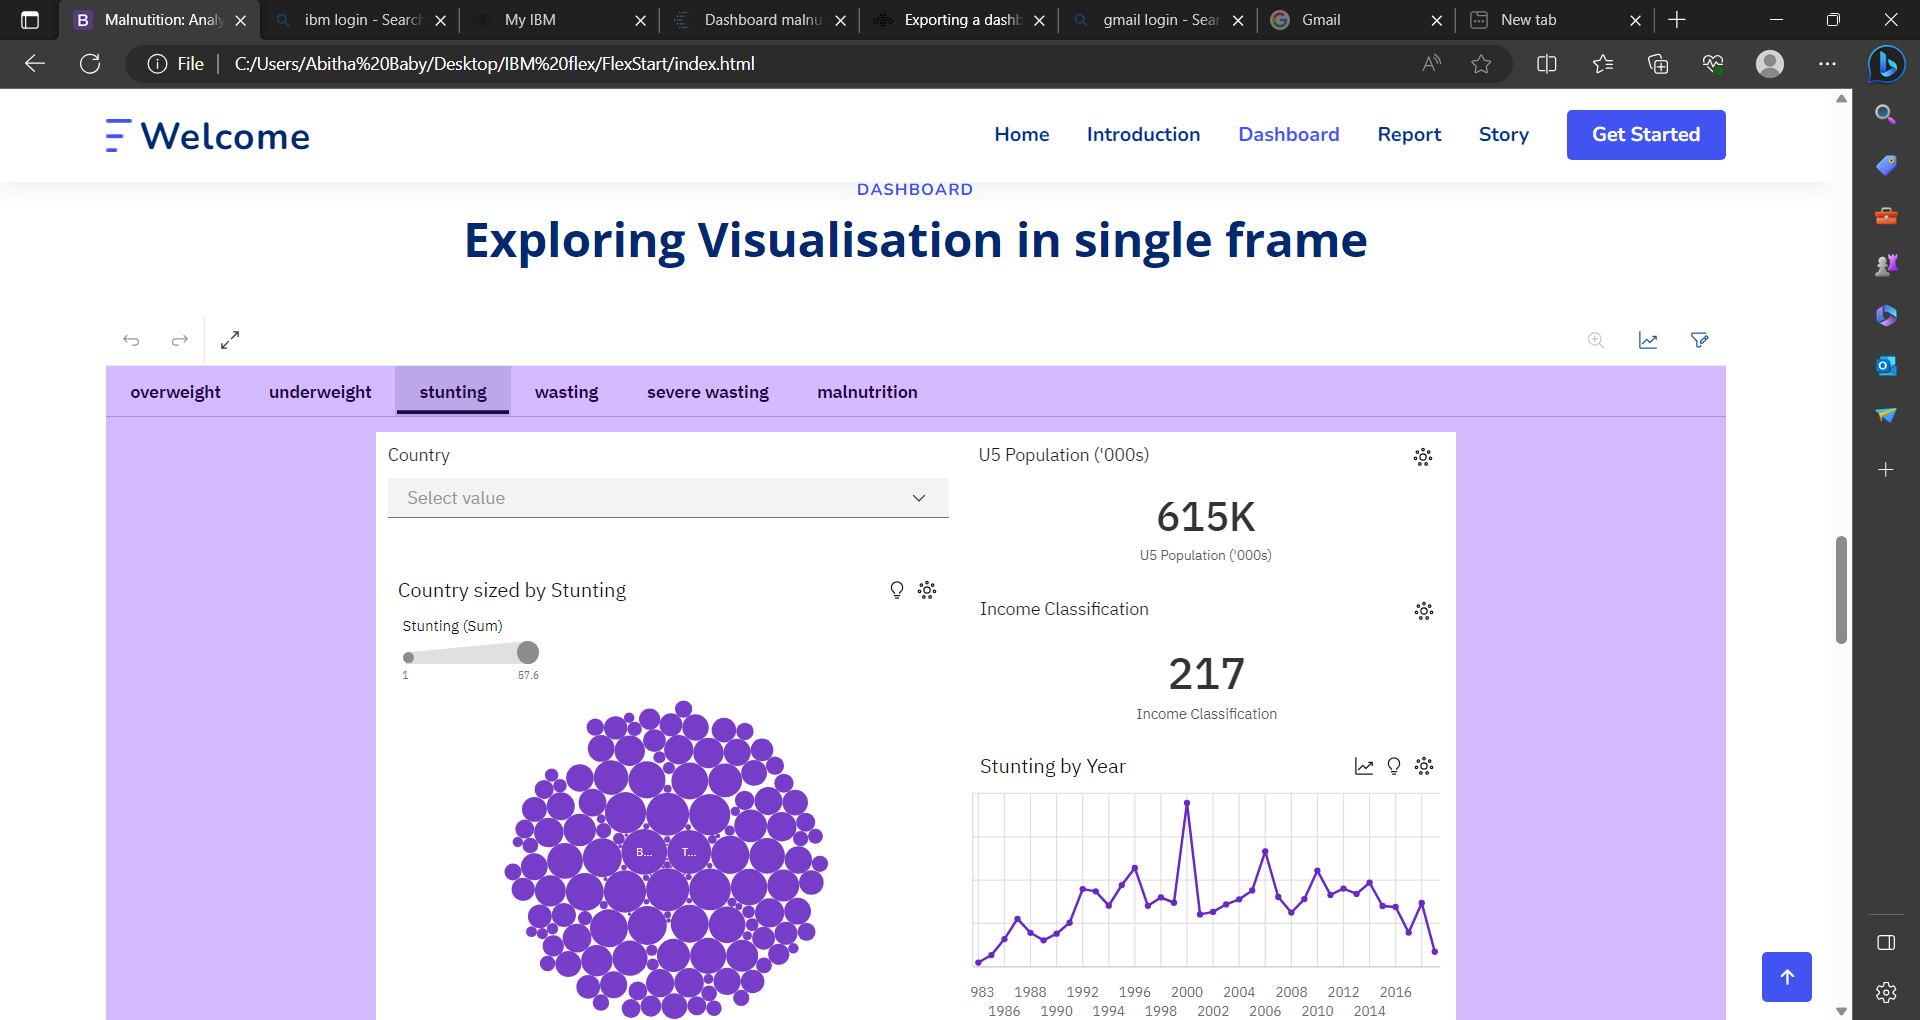 Malnutition: Analy
ibm login - Search
My IBM
Dashboard malnu
Exporting a dashb
gmail login - Sear
Gmail
New tab
File
C:/Users/Abitha%20Baby/Desktop/IBM%20flex/FlexStart/index.html
Welcome
Home
Introduction
Dashboard
Report
Story
Get Started
DASHBOARD
Exploring Visualisation in single frame
overweight
underweight
stunting
wasting
severe wasting
malnutrition
Country
Select value
U5 Population ('000s)
615K
U5 Population ('000s)
Country sized by Stunting
Stunting (Sum)
1
57.6
B...
T...
Income Classification
217
Income Classification
Stunting by Year
983 1988 1992 1996 2000 2004 2008 2012 2016
1986 1990 1994 1998 2002 2006 2010 2014